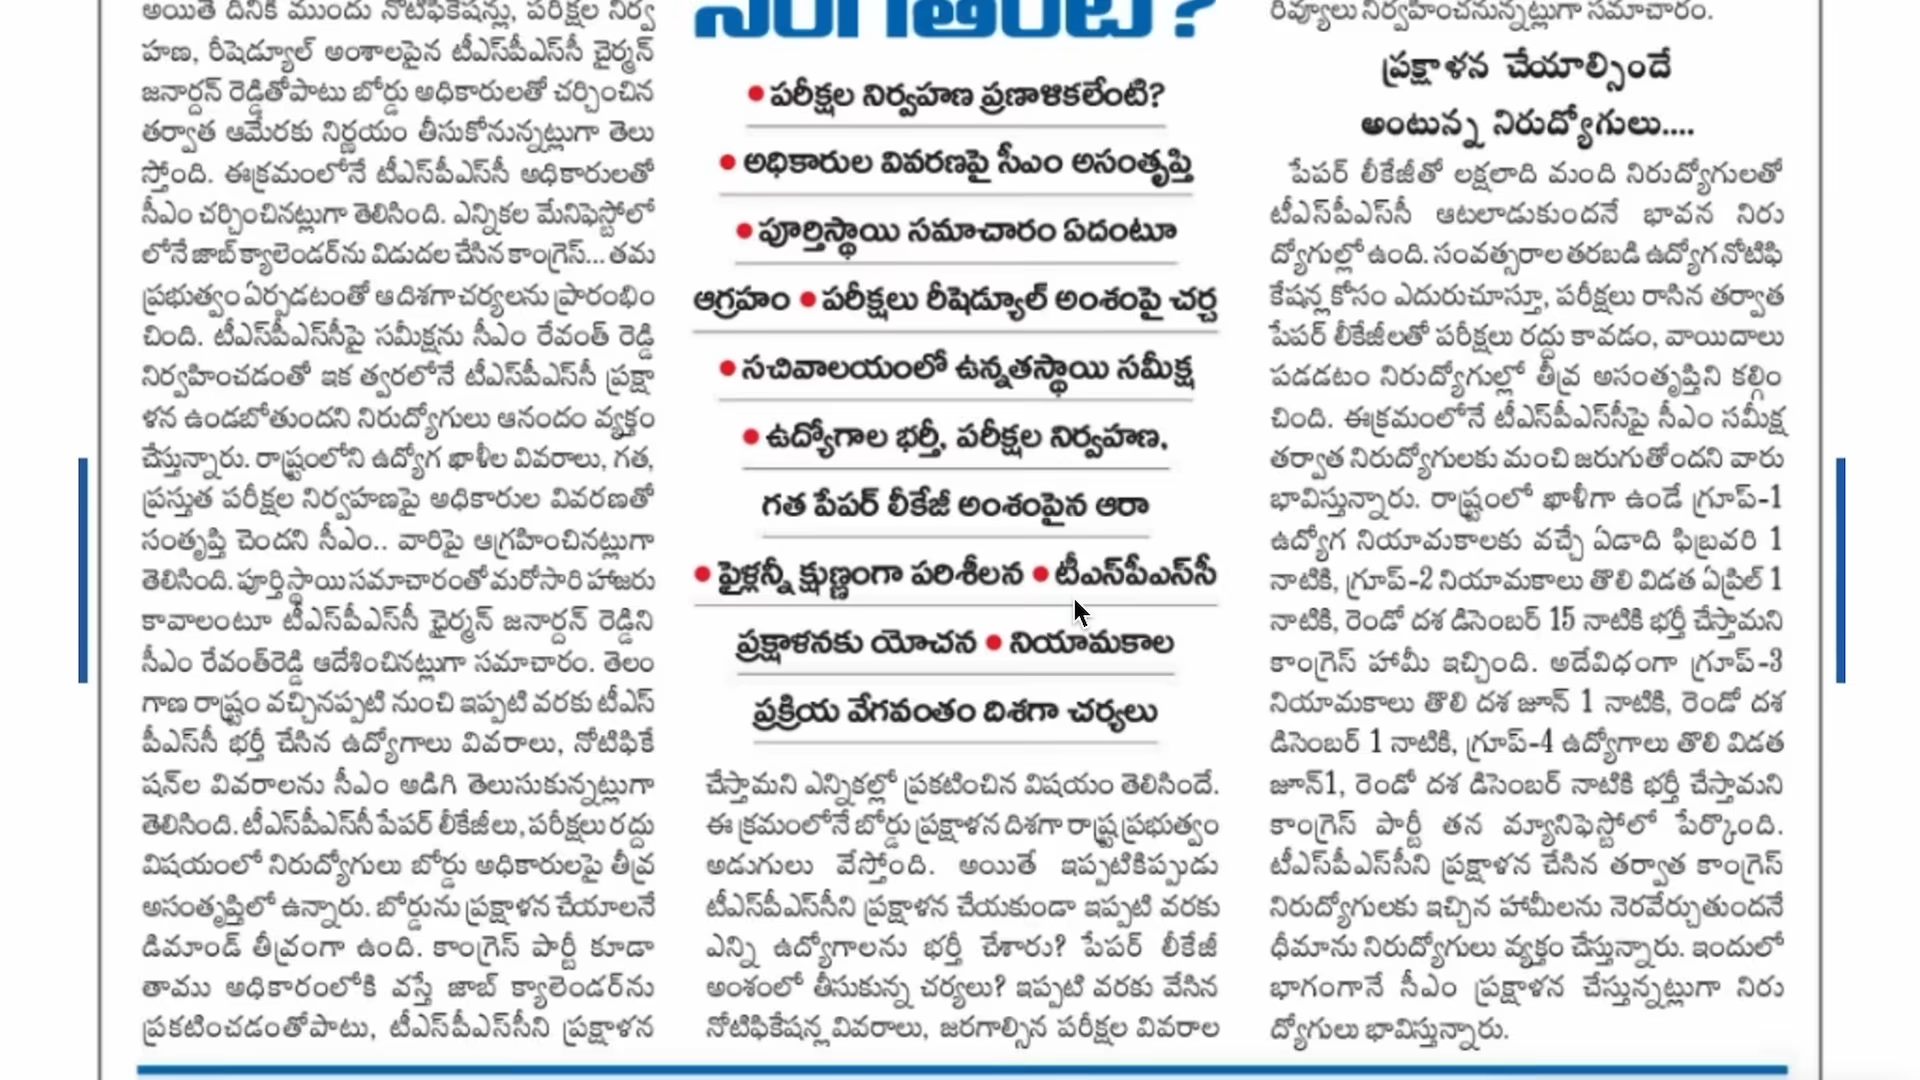 అయితే దీనికి ముందు నోటిఫికేషన్లు, పరీక్షల నిర్వ
హణ, రీషెడ్యూల్ అంశాలపైన టీఎస్‌పీఎస్‌సీ చైర్మన్
జనార్దన్ రెడ్డితోపాటు బోర్డు అధికారులతో చర్చించిన
తర్వాత ఆమేరకు నిర్ణయం తీసుకోనున్నట్లుగా తెలు
స్తోంది. ఈక్రమంలోనే టీఎస్‌పీఎస్‌సీ అధికారులతో
సీఎం చర్చించినట్లుగా తెలిసింది. ఎన్నికల మేనిఫెస్టోలో
లోనే జాబ్ క్యాలెండర్‌ను విడుదల చేసిన కాంగ్రెస్... తమ
ప్రభుత్వం ఏర్పడటంతో ఆ దిశగా చర్యలను ప్రారంభిం
చింది. టీఎస్‌పీఎస్‌సీపై సమీక్షను సీఎం రేవంత్ రెడ్డి
నిర్వహించడంతో ఇక త్వరలోనే టీఎస్‌పీఎస్‌సీ ప్రక్షా
ళన ఉండబోతుందని నిరుద్యోగులు ఆనందం వ్యక్తం
చేస్తున్నారు. రాష్ట్రంలోని ఉద్యోగ ఖాళీల వివరాలు, గత,
ప్రస్తుత పరీక్షల నిర్వహణపై అధికారుల వివరణతో
సంతృప్తి చెందని సీఎం.. వారిపై ఆగ్రహించినట్లుగా
తెలిసింది. పూర్తి స్థాయి సమాచారంతో మరోసారి హాజరు
కావాలంటూ టీఎస్‌పీఎస్‌సీ ఛైర్మన్ జనార్దన్ రెడ్డిని
సీఎం రేవంత్‌రెడ్డి ఆదేశించినట్లుగా సమాచారం. తెలం
గాణ రాష్ట్రం వచ్చినప్పటి నుంచి ఇప్పటి వరకు టీఎస్
పీఎస్‌సీ భర్తీ చేసిన ఉద్యోగాలు వివరాలు, నోటిఫికే
షన్‌ల వివరాలను సీఎం అడిగి తెలుసుకున్నట్లుగా
తెలిసింది. టీఎస్‌పీఎస్‌సీ పేపర్ లీకేజీలు, పరీక్షలు రద్దు
విషయంలో నిరుద్యోగులు బోర్డు అధికారులపై తీవ్ర
అసంతృప్తిలో ఉన్నారు. బోర్డును ప్రక్షాళన చేయాలనే
డిమాండ్ తీవ్రంగా ఉంది. కాంగ్రెస్ పార్టీ కూడా
తాము అధికారంలోకి వస్తే జాబ్ క్యాలెండర్‌ను
ప్రకటించడంతోపాటు, టీఎస్‌పీఎస్‌సీని ప్రక్షాళన
• పరీక్షల నిర్వహణ ప్రణాళికలేంటి?
• అధికారుల వివరణపై సీఎం అసంతృప్తి
• పూర్తిస్థాయి సమాచారం ఏదంటూ
ఆగ్రహం • పరీక్షలు రీషెడ్యూల్ అంశంపై చర్చ
• సచివాలయంలో ఉన్నతస్థాయి సమీక్ష
• ఉద్యోగాల భర్తీ, పరీక్షల నిర్వహణ,
గత పేపర్ లీకేజీ అంశంపైన ఆరా
• ఫైళ్లన్నీ క్షుణ్ణంగా పరిశీలన • టీఎస్‌పీఎస్‌సీ
ప్రక్షాళనకు యోచన • నియామకాల
ప్రక్రియ వేగవంతం దిశగా చర్యలు
చేస్తామని ఎన్నికల్లో ప్రకటించిన విషయం తెలిసిందే.
ఈ క్రమంలోనే బోర్డు ప్రక్షాళన దిశగా రాష్ట్ర ప్రభుత్వం
అడుగులు వేస్తోంది. అయితే ఇప్పటికిప్పుడు
టీఎస్‌పీఎస్‌సీని ప్రక్షాళన చేయకుండా ఇప్పటి వరకు
ఎన్ని ఉద్యోగాలను భర్తీ చేశారు? పేపర్ లీకేజీ
అంశంలో తీసుకున్న చర్యలు? ఇప్పటి వరకు వేసిన
నోటిఫికేషన్ల వివరాలు, జరగాల్సిన పరీక్షల వివరాల
రివ్యూలు నిర్వహించనున్నట్లుగా సమాచారం.
ప్రక్షాళన చేయాల్సిందే
అంటున్న నిరుద్యోగులు....
పేపర్ లీకేజీతో లక్షలాది మంది నిరుద్యోగులతో
టీఎస్‌పీఎస్‌సీ ఆటలాడుకుందనే భావన నిరు
ద్యోగుల్లో ఉంది. సంవత్సరాల తరబడి ఉద్యోగ నోటిఫి
కేషన్ల కోసం ఎదురుచూస్తూ, పరీక్షలు రాసిన తర్వాత
పేపర్ లీకేజీలతో పరీక్షలు రద్దు కావడం, వాయిదాలు
పడడటం నిరుద్యోగుల్లో తీవ్ర అసంతృప్తిని కల్గిం
చింది. ఈక్రమంలోనే టీఎస్‌పీఎస్‌సీపై సీఎం సమీక్ష
తర్వాత నిరుద్యోగులకు మంచి జరుగుతోందని వారు
భావిస్తున్నారు. రాష్ట్రంలో ఖాళీగా ఉండే గ్రూప్-1
ఉద్యోగ నియామకాలకు వచ్చే ఏడాది ఫిబ్రవరి 1
నాటికి, గ్రూప్-2 నియామకాలు తొలి విడత ఏప్రిల్ 1
నాటికి, రెండో దశ డిసెంబర్ 15 నాటికి భర్తీ చేస్తామని
కాంగ్రెస్ హామీ ఇచ్చింది. అదేవిధంగా గ్రూప్-3
నియామకాలు తొలి దశ జూన్ 1 నాటికి, రెండో దశ
డిసెంబర్ 1 నాటికి, గ్రూప్-4 ఉద్యోగాలు తొలి విడత
జూన్1, రెండో దశ డిసెంబర్ నాటికి భర్తీ చేస్తామని
కాంగ్రెస్ పార్టీ తన మ్యానిఫెస్టోలో పేర్కొంది.
టీఎస్‌పీఎస్‌సీని ప్రక్షాళన చేసిన తర్వాత కాంగ్రెస్
నిరుద్యోగులకు ఇచ్చిన హామీలను నెరవేర్చుతుందనే
ధీమాను నిరుద్యోగులు వ్యక్తం చేస్తున్నారు. ఇందులో
భాగంగానే సీఎం ప్రక్షాళన చేస్తున్నట్లుగా నిరు
ద్యోగులు భావిస్తున్నారు.